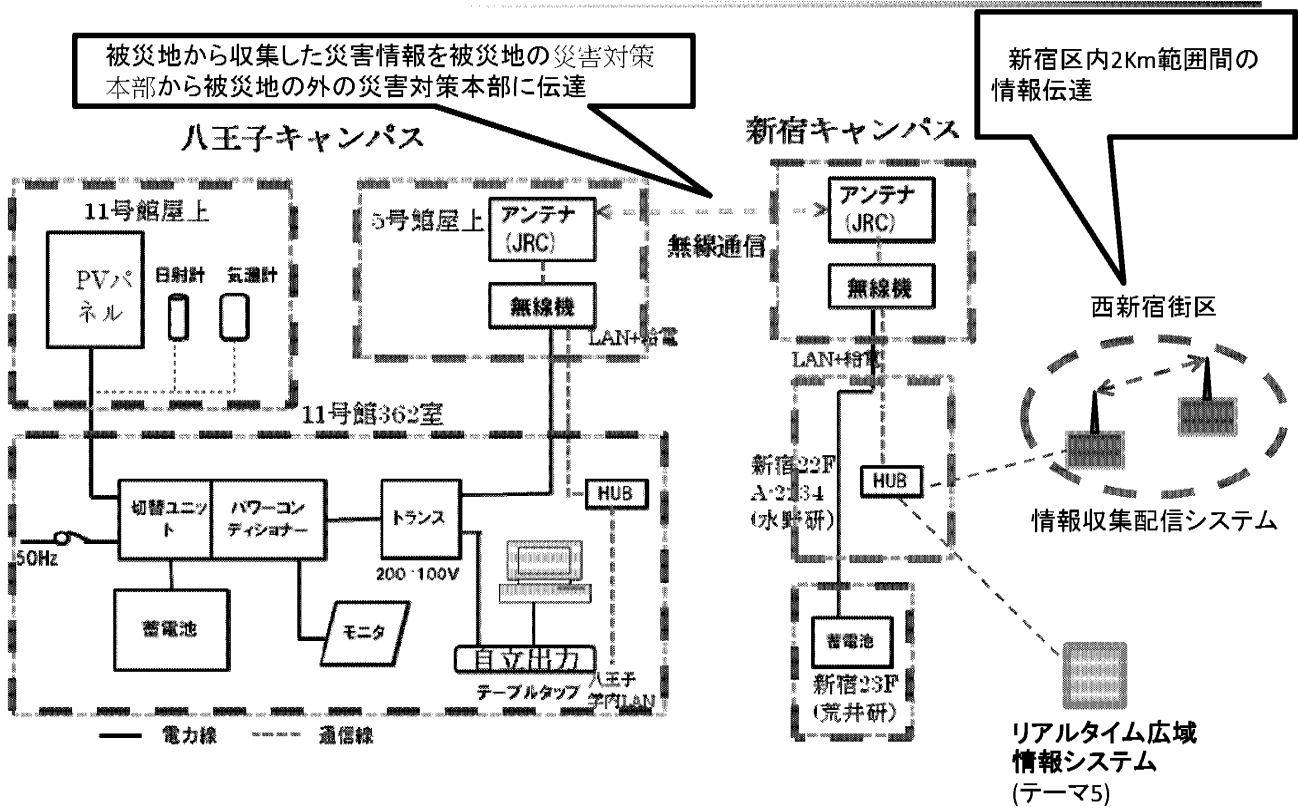 被災地から収集した災害情報を被災地の災害対策
本部から被災地の外の災害対策本部に伝達
新宿区内2Km範囲間の
情報伝達
八王子キャンパス
新宿キャンパス
11号館屋上
PVパ
ネル
日射計
気温計
5号館屋上
アンテナ
(JRC)
無線機
LAN+給電
無線通信
アンテナ
(JRC)
無線機
LAN+給電
西新宿街区
情報収集配信システム
11号館362室
50Hz
切替ユニッ
ト
パワーコン
ディショナー
トランス
200-100V
HUB
蓄電池
モニタ
自立出力
テーブルタップ
八王子
学内LAN
新宿22F
A-2234
(水野研)
HUB
蓄電池
新宿23F
(荒井研)
リアルタイム広域
情報システム
(テーマ5)
電力線
通信線